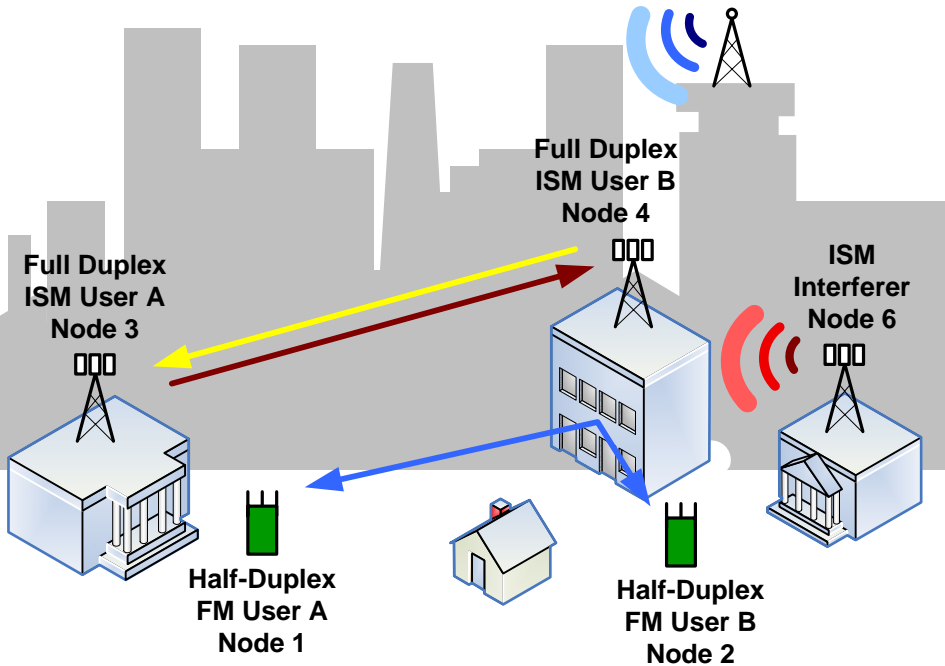 Full Duplex
ISM User B
Node 4
Full Duplex
ISM User A
Node 3
ISM
Interferer
Node 6
Half-Duplex
FM User A
Node 1
Half-Duplex
FM User B
Node 2